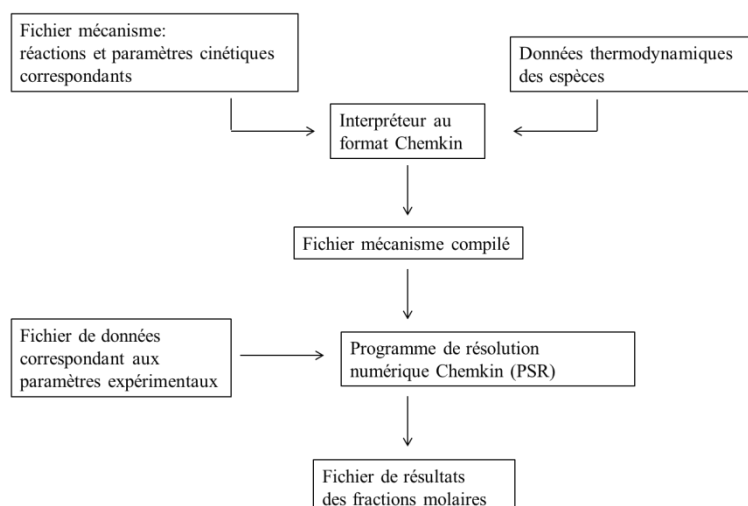 Fichier mécanisme:
réactions et paramètres cinétiques
correspondants
Données thermodynamiques
des espèces
Interpréteur au
format Chemkin
Fichier mécanisme compilé
Fichier de données
correspondant aux
paramètres expérimentaux
Programme de résolution
numérique Chemkin (PSR)
Fichier de résultats
des fractions molaires